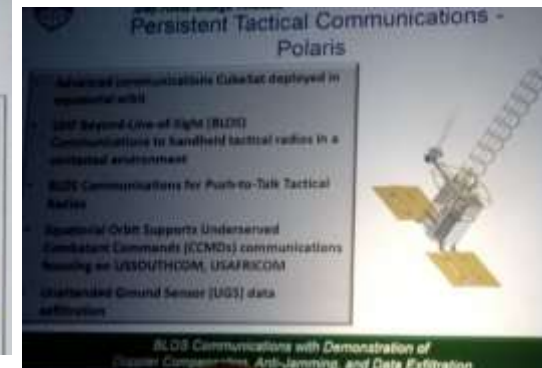 Persistent Tactical Communications -
Polaris
Advanced communications CubeSat deployed in
equatorial orbit
UHF Beyond-Line-of-Sight (BLOS)
Communications to handheld tactical radios in a
contested environment
BLOS Communications for Push-to-Talk Tactical
Radios
Equatorial Orbit Supports Underserved
Combatant Commands (CCMDs) communications
focusing on USSOUTHCOM, USAFRICOM
Unattended Ground Sensor (UGS) data
exfiltration
BLOS Communications with Demonstration of
Doppler Compensation, Anti-Jamming, and Data Exfiltration